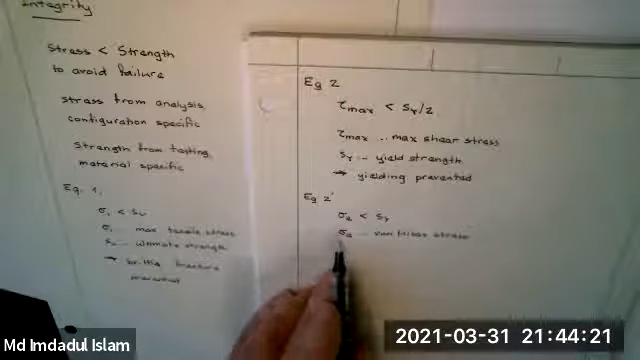 Integrity
Stress < Strength
to avoid failure
stress from analysis,
configuration specific
Strength from testing,
material specific
Eg. 1.
σ₁ < Su
σ₁ max tensile stress
Su ultimate strength
→ brittle fracture
prevented
Eg 2
τmax < Sy/2
τmax ... max shear stress
Sy ... yield strength
→ yielding prevented
Eg 2'
σe < Sy
σe ... von Mises stress
Md Imdadul Islam
2021-03-31 21:44:21